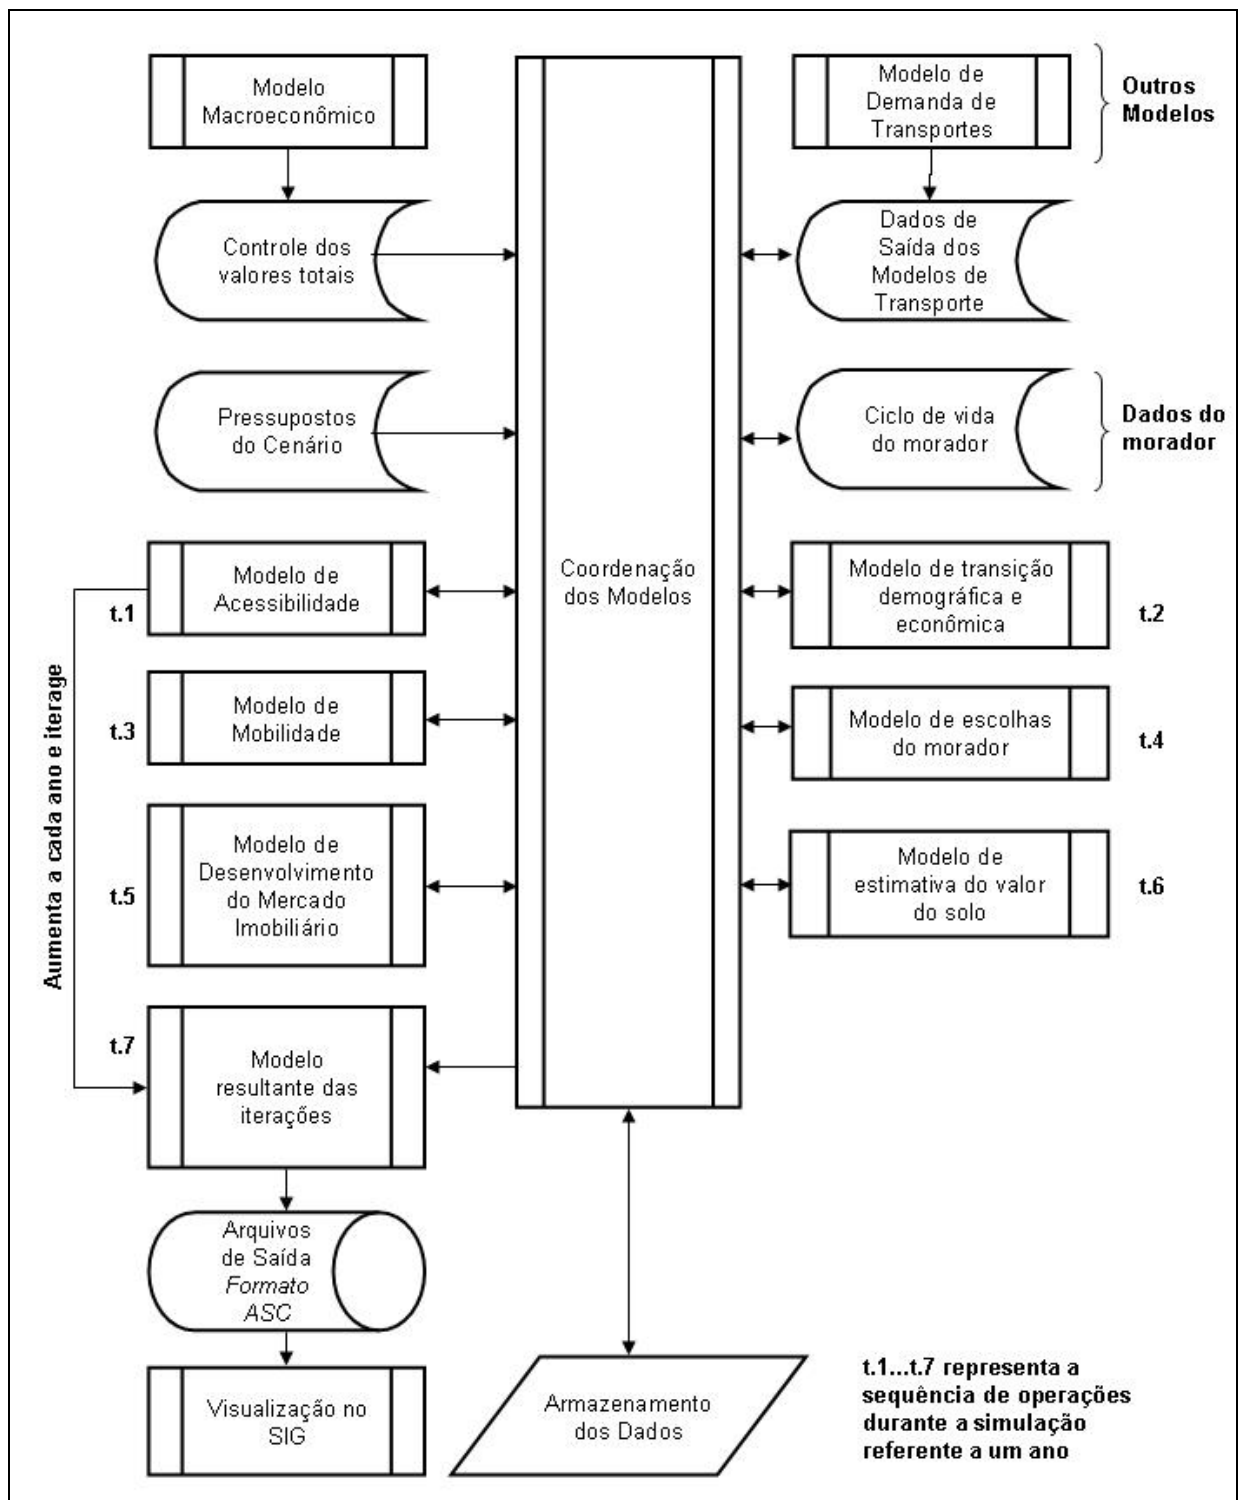 Modelo
Macroeconômico
Modelo de
Demanda de
Transportes
Outros
Modelos
Controle dos
valores totais
Dados de
Saída dos
Modelos de
Transporte
Pressupostos
do Cenário
Ciclo de vida
do morador
Dados do
morador
Coordenação
dos Modelos
Modelo de
Acessibilidade
t.1
Modelo de transição
demográfica e
econômica
t.2
Modelo de
Mobilidade
t.3
Modelo de escolhas
do morador
t.4
Modelo de
Desenvolvimento
do Mercado
Imobiliário
t.5
Modelo de
estimativa do valor
do solo
t.6
Aumenta a cada ano e iterage
t.7
Modelo
resultante das
iterações
Arquivos
de Saída
Formato
ASC
Visualização no
SIG
Armazenamento
dos Dados
t.1...t.7 representa a
sequência de operações
durante a simulação
referente a um ano